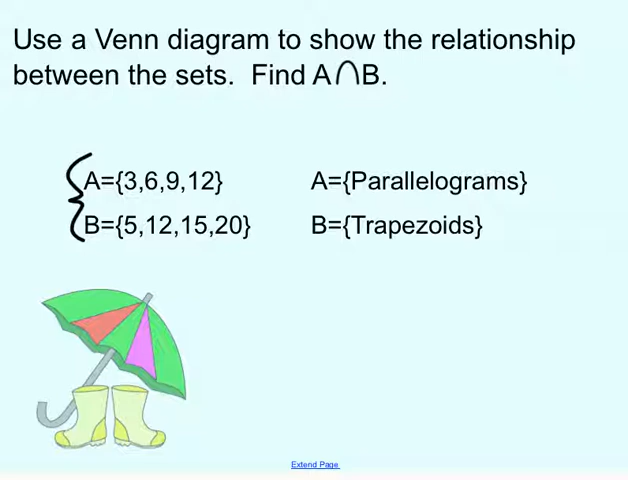 Use a Venn diagram to show the relationship
between the sets.  Find A∩B.
A={3,6,9,12}
A={Parallelograms}
B={5,12,15,20}
B={Trapezoids}
Extend Page